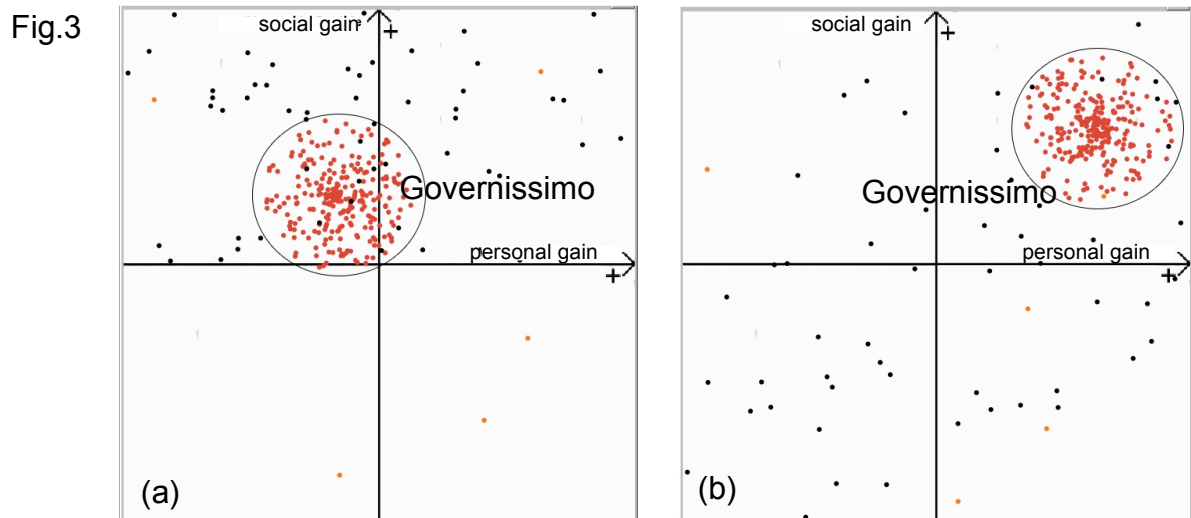 Fig.3
social gain
+
Governissimo
personal gain
+
(a)
social gain
+
Governissimo
personal gain
+
(b)